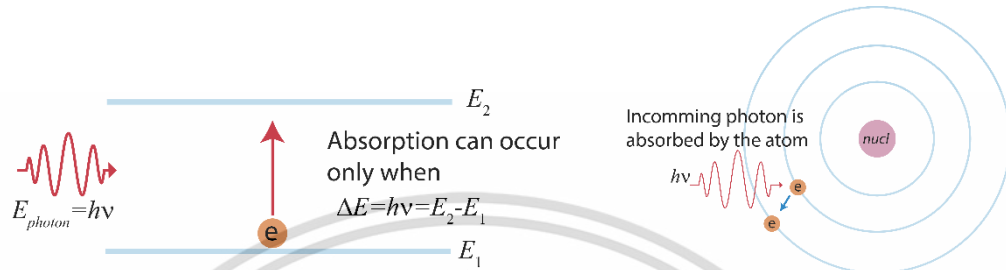 E2
Absorption can occur
only when
ΔE=hν=E2-E1
Ephoton=hν
e
E1
Incomming photon is
absorbed by the atom
hν
nuci
e
e